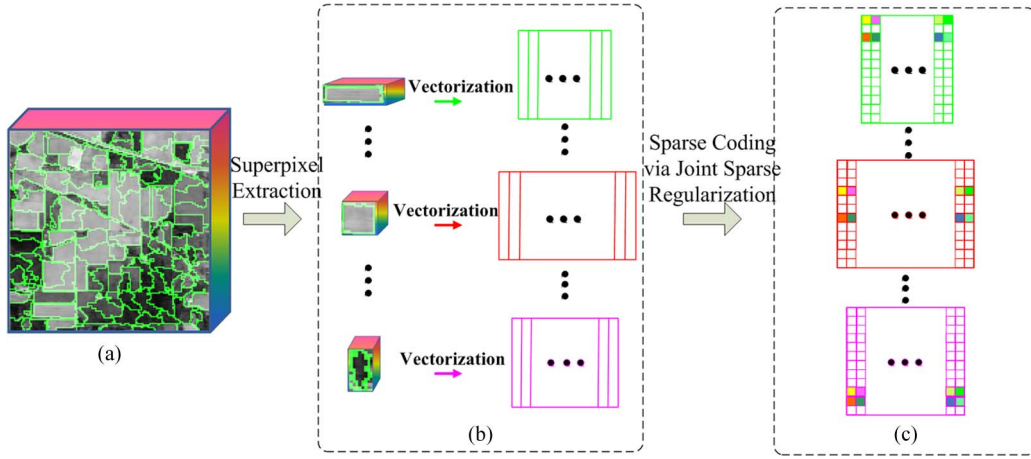 Superpixel
Extraction
(a)
Vectorization
Vectorization
Vectorization
(b)
Sparse Coding
via Joint Sparse
Regularization
(c)